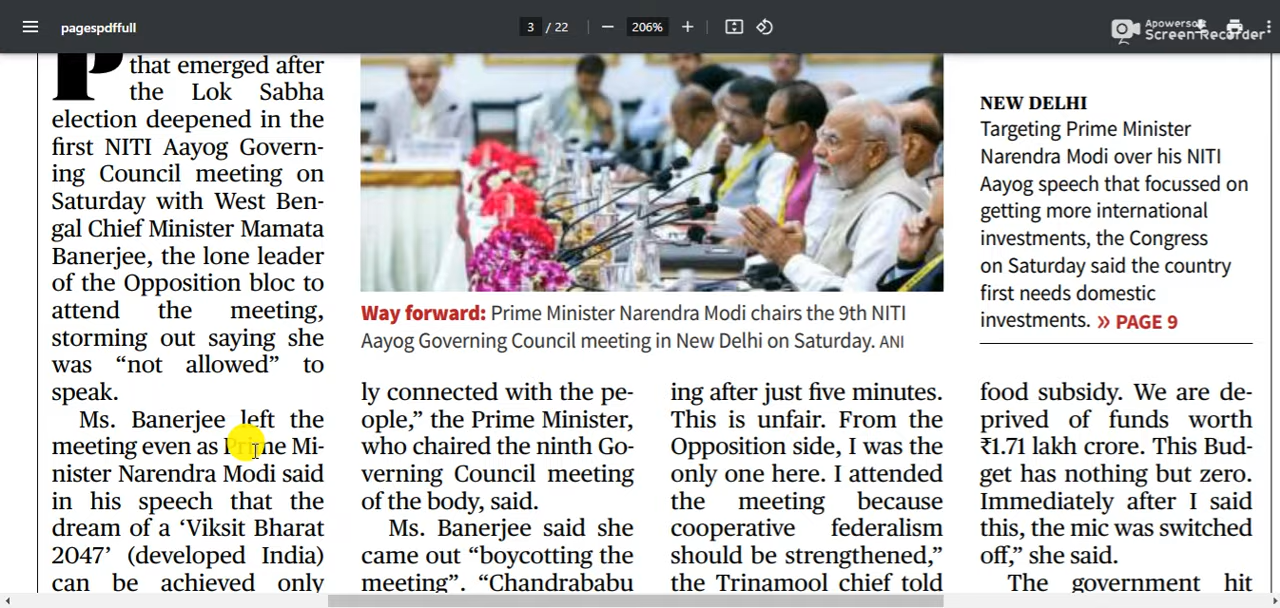 pagespdffull
3 / 22
206%
Apowersoft
Screen Recorder
P that emerged after
the Lok Sabha
election deepened in the
first NITI Aayog Govern-
ing Council meeting on
Saturday with West Ben-
gal Chief Minister Mamata
Banerjee, the lone leader
of the Opposition bloc to
attend the meeting,
storming out saying she
was “not allowed” to
speak.
Ms. Banerjee left the
meeting even as Prime Mi-
nister Narendra Modi said
in his speech that the
dream of a ‘Viksit Bharat
2047’ (developed India)
can be achieved only
Way forward: Prime Minister Narendra Modi chairs the 9th NITI
Aayog Governing Council meeting in New Delhi on Saturday. ANI
ly connected with the pe-
ople,” the Prime Minister,
who chaired the ninth Go-
verning Council meeting
of the body, said.
Ms. Banerjee said she
came out “boycotting the
meeting”. “Chandrababu
ing after just five minutes.
This is unfair. From the
Opposition side, I was the
only one here. I attended
the meeting because
cooperative federalism
should be strengthened,”
the Trinamool chief told
NEW DELHI
Targeting Prime Minister
Narendra Modi over his NITI
Aayog speech that focussed on
getting more international
investments, the Congress
on Saturday said the country
first needs domestic
investments. » PAGE 9
food subsidy. We are de-
prived of funds worth
₹1.71 lakh crore. This Bud-
get has nothing but zero.
Immediately after I said
this, the mic was switched
off,” she said.
The government hit